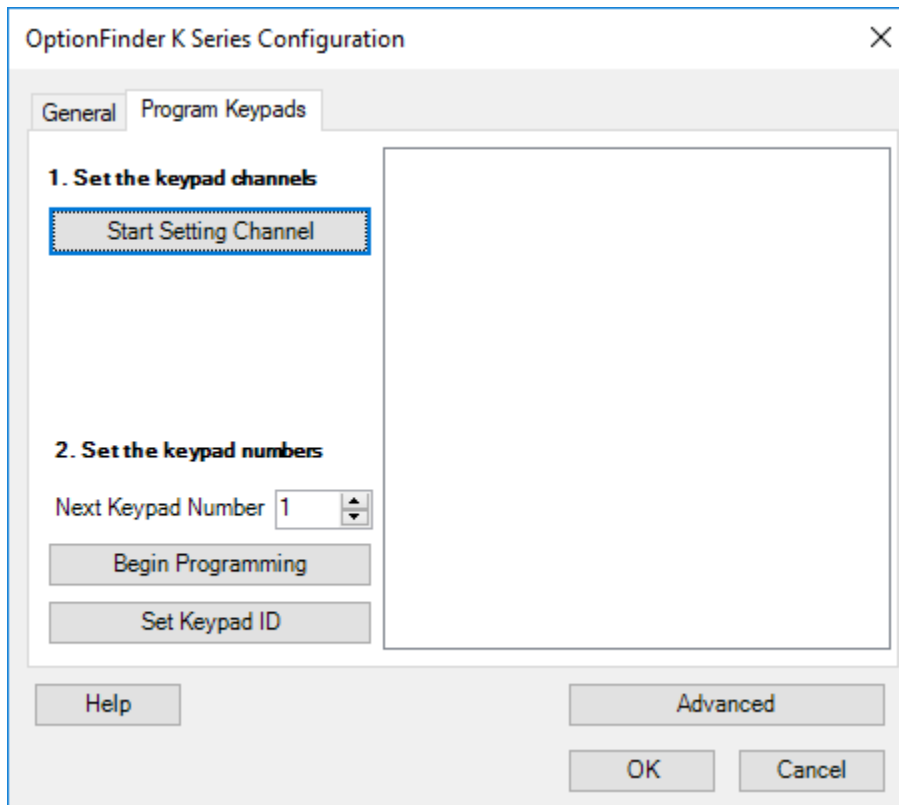 OptionFinder K Series Configuration
General
Program Keypads
1. Set the keypad channels
Start Setting Channel
2. Set the keypad numbers
Next Keypad Number 1
Begin Programming
Set Keypad ID
Help
Advanced
OK
Cancel